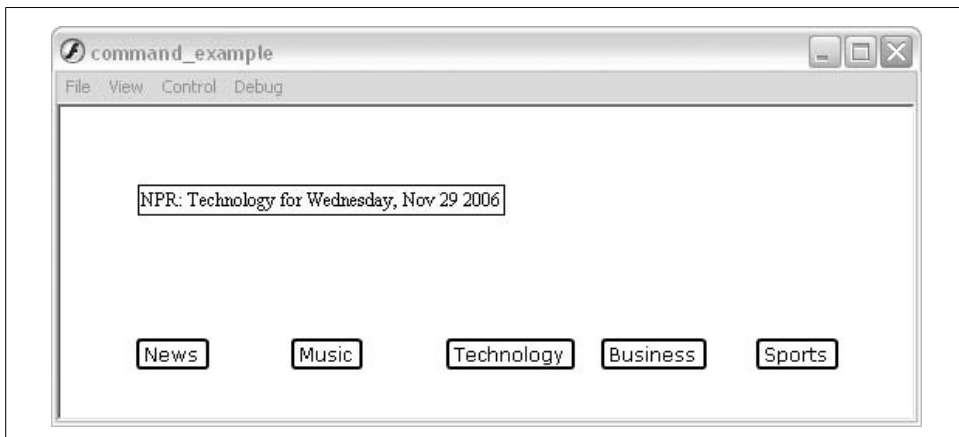 command_example
File View Control Debug
NPR: Technology for Wednesday, Nov 29 2006
News Music Technology Business Sports